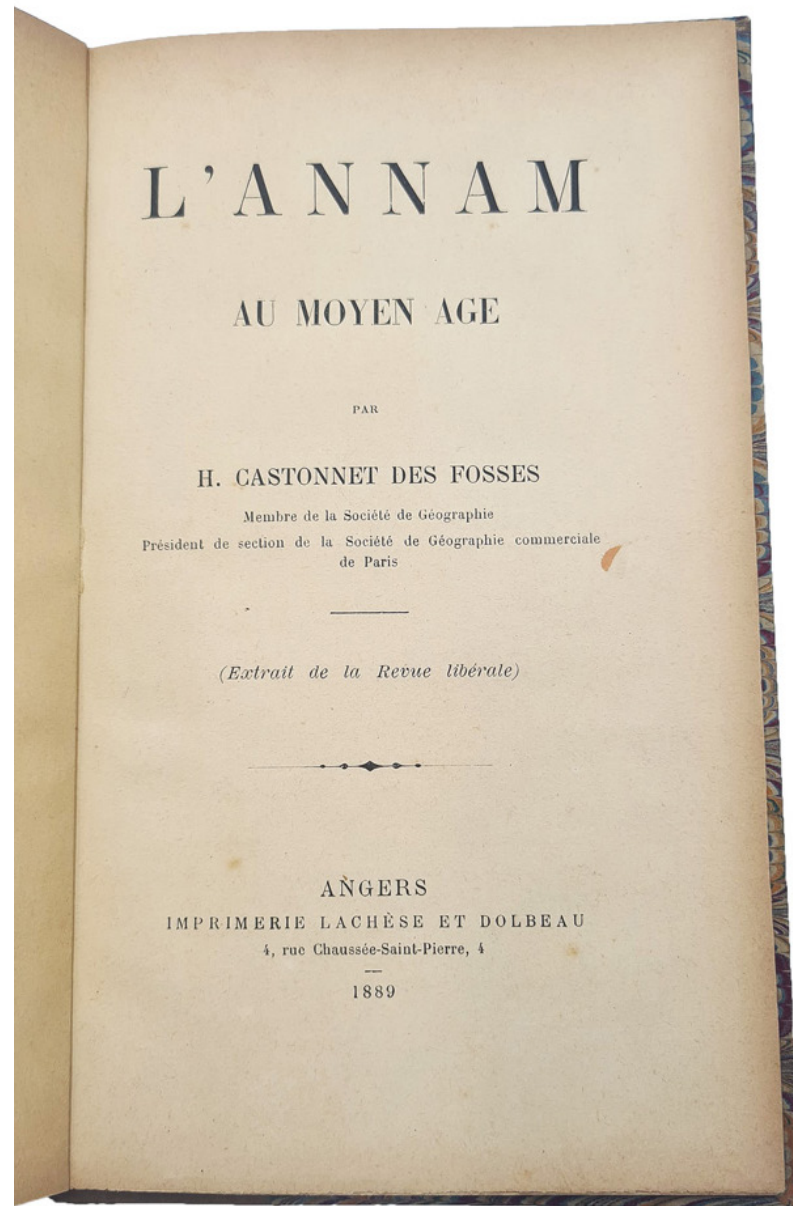 L'ANNAM
AU MOYEN AGE
PAR
H. CASTONNET DES FOSSES
Membre de la Société de Géographie
Président de section de la Société de Géographie commerciale
de Paris
(Extrait de la Revue libérale)
ANGERS
IMPRIMERIE LACHÈSE ET DOLBEAU
4, rue Chaussée-Saint-Pierre, 4
1889